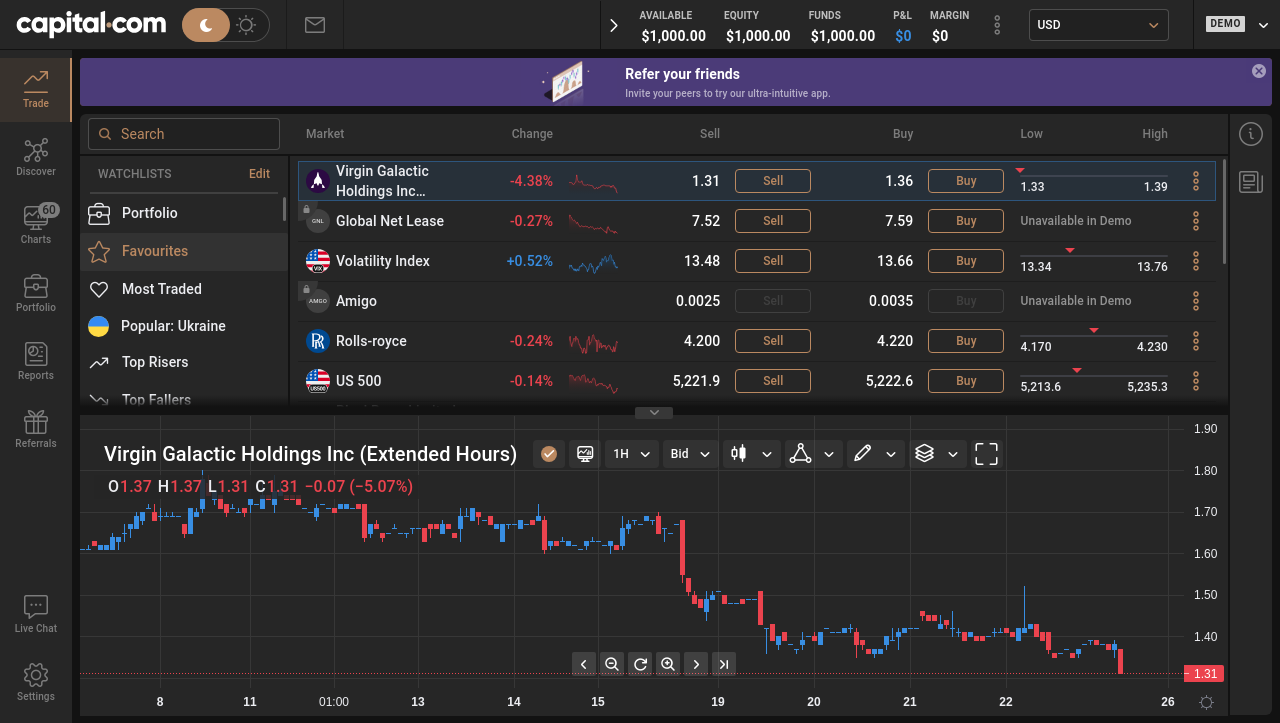 capital.com
AVAILABLE EQUITY FUNDS P&L MARGIN
$1,000.00 $1,000.00 $1,000.00 $0 $0
USD
DEMO
Refer your friends
Invite your peers to try our ultra-intuitive app.
Trade
Discover
60
Charts
Portfolio
Reports
Referrals
Live Chat
Settings
Search
WATCHLISTS Edit
Portfolio
Favourites
Most Traded
Popular: Ukraine
Top Risers
Top Fallers
Market Change Sell Buy Low High
Virgin Galactic
Holdings Inc... -4.38% 1.31 Sell 1.36 Buy 1.33 1.39
GNL Global Net Lease -0.27% 7.52 Sell 7.59 Buy Unavailable in Demo
VIX Volatility Index +0.52% 13.48 Sell 13.66 Buy 13.34 13.76
AMGO Amigo 0.0025 Sell 0.0035 Buy Unavailable in Demo
Rolls-royce -0.24% 4.200 Sell 4.220 Buy 4.170 4.230
US500 US 500 -0.14% 5,221.9 Sell 5,222.6 Buy 5,213.6 5,235.3
Virgin Galactic Holdings Inc (Extended Hours) 1H Bid
O1.37 H1.37 L1.31 C1.31 −0.07 (−5.07%)
1.90
1.80
1.70
1.60
1.50
1.40
1.31
8 11 01:00 13 14 15 19 20 21 22 26